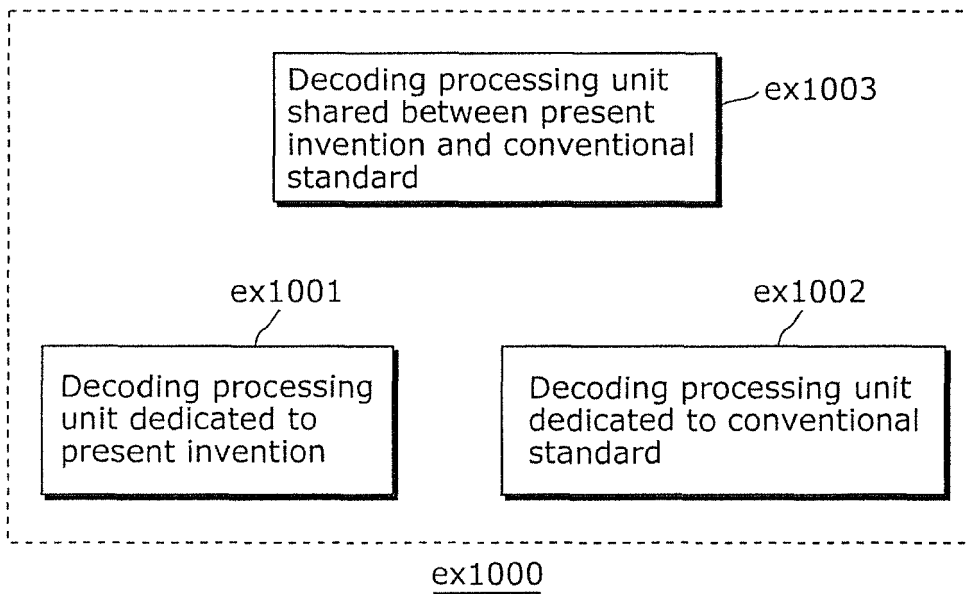 Decoding processing unit
shared between present
invention and conventional
standard
ex1003
ex1001
Decoding processing
unit dedicated to
present invention
ex1002
Decoding processing unit
dedicated to conventional
standard
ex1000